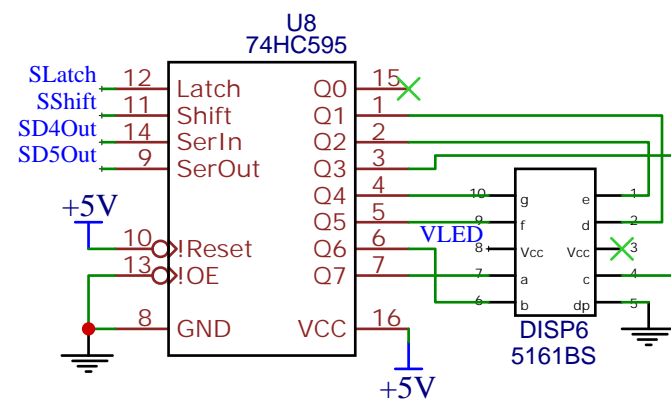 U8
74HC595
SLatch 12 Latch Q0 15
SShift 11 Shift Q1 1
SD4Out 14 SerIn Q2 2
SD5Out 9 SerOut Q3 3
Q4 4 10 g e 1
Q5 5 9 f d 2
+5V 10 !Reset Q6 6 VLED 8 Vcc Vcc 3
13 !OE Q7 7 7 a c 4
6 b dp 5
8 GND VCC 16
DISP6
5161BS
+5V